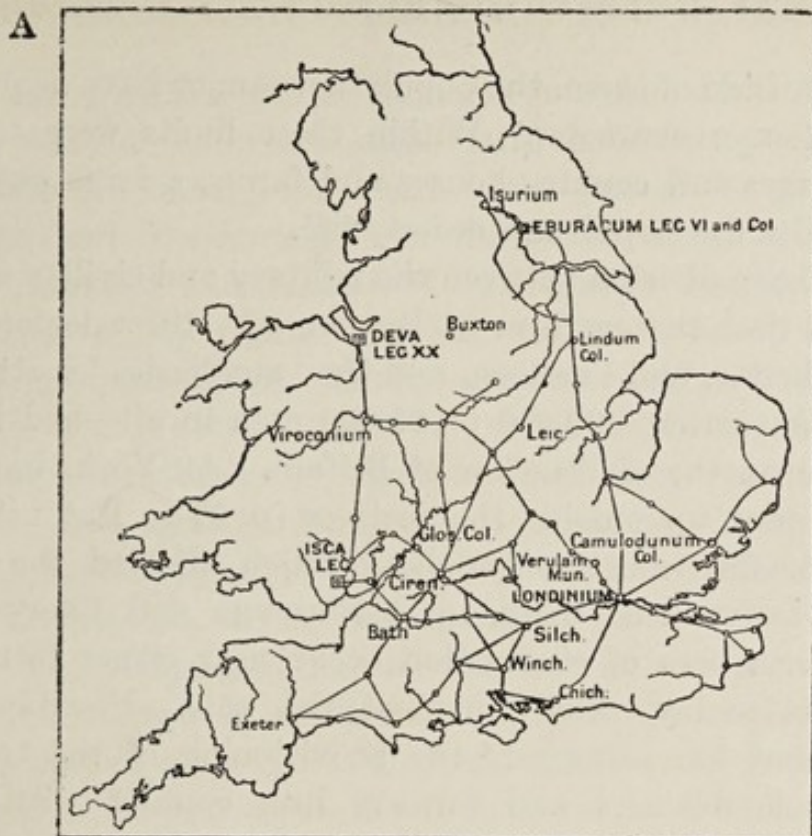 A
Isurium
EBURACUM LEG VI and Col
DEVA
LEG XX
Buxton
Lindum
Col.
Viroconium
Leic.
Glos. Col.
Camulodunum
Col.
ISCA
LEG
Verulam
Mun.
Ciren.
LONDINIUM
Bath
Silch.
Winch.
Chich.
Exeter